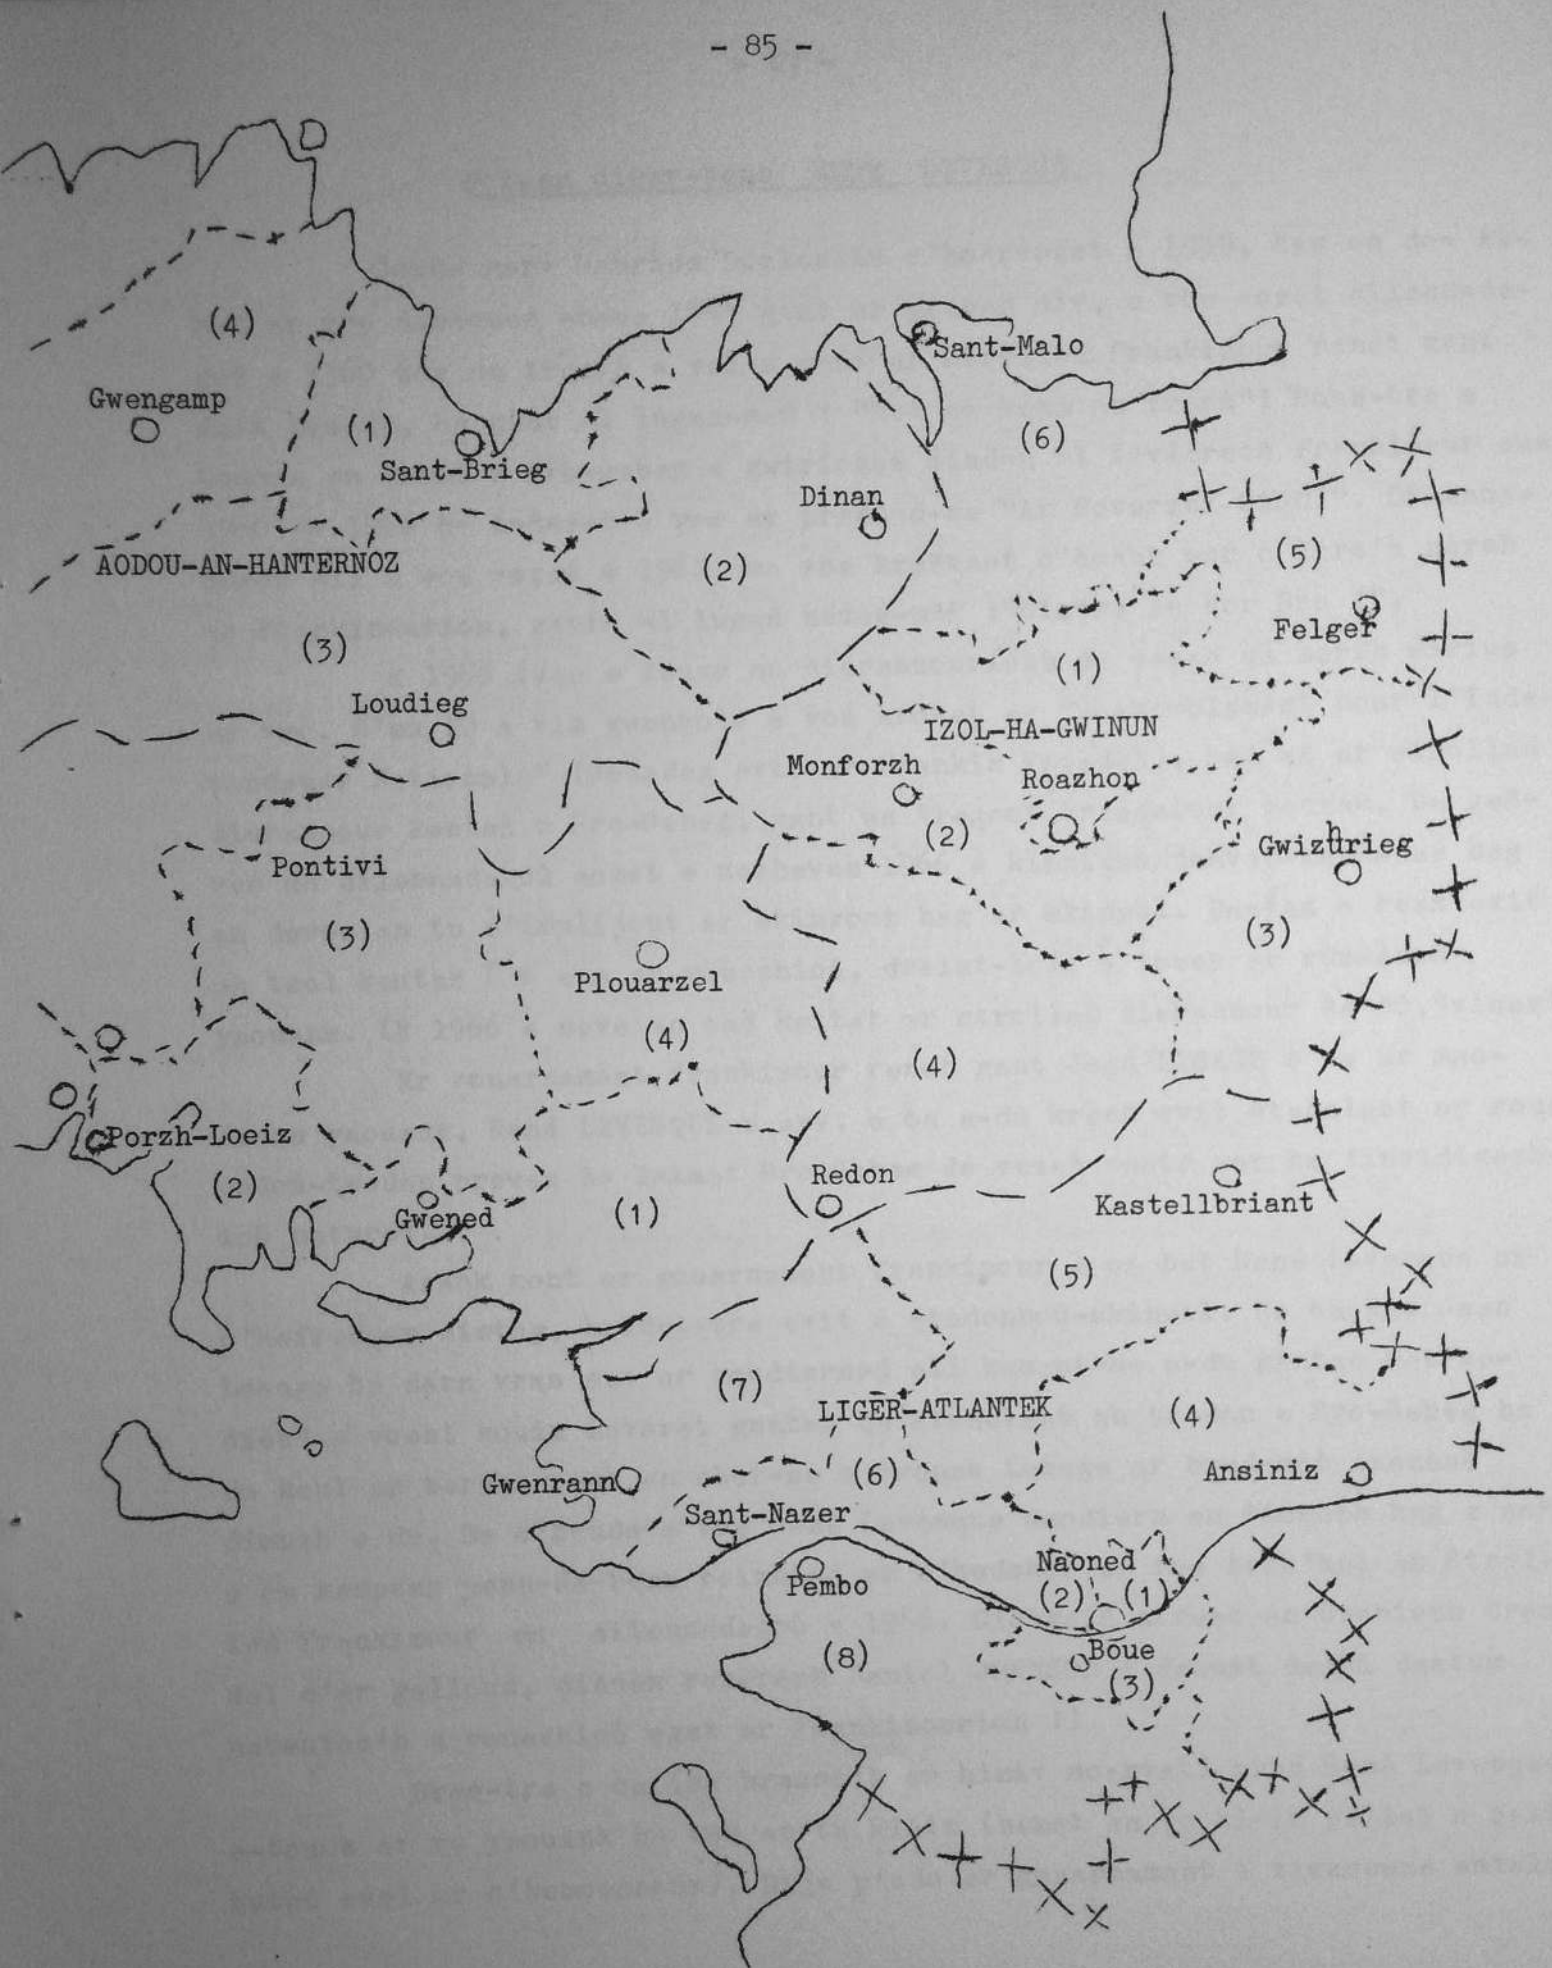 - 85 -
(4)
Sant-Malo
Gwengamp
(1)
(6)
Sant-Brieg
Dinan
AODOU-AN-HANTERNOZ
(2)
(5)
Felger
(3)
(1)
Loudieg
IZOL-HA-GWINUN
Monforzh
Roazhon
(2)
Gwizhrieg
Pontivi
(3)
(3)
Plouarzel
(4)
(4)
Porzh-Loeiz
Redon
(2)
Kastellbriant
Gwened
(1)
(5)
(7)
LIGER-ATLANTEK
(4)
Gwenrann
(6)
Ansiniz
Sant-Nazer
Naoned
Pembo
(2)
(1)
Boue
(8)
(3)